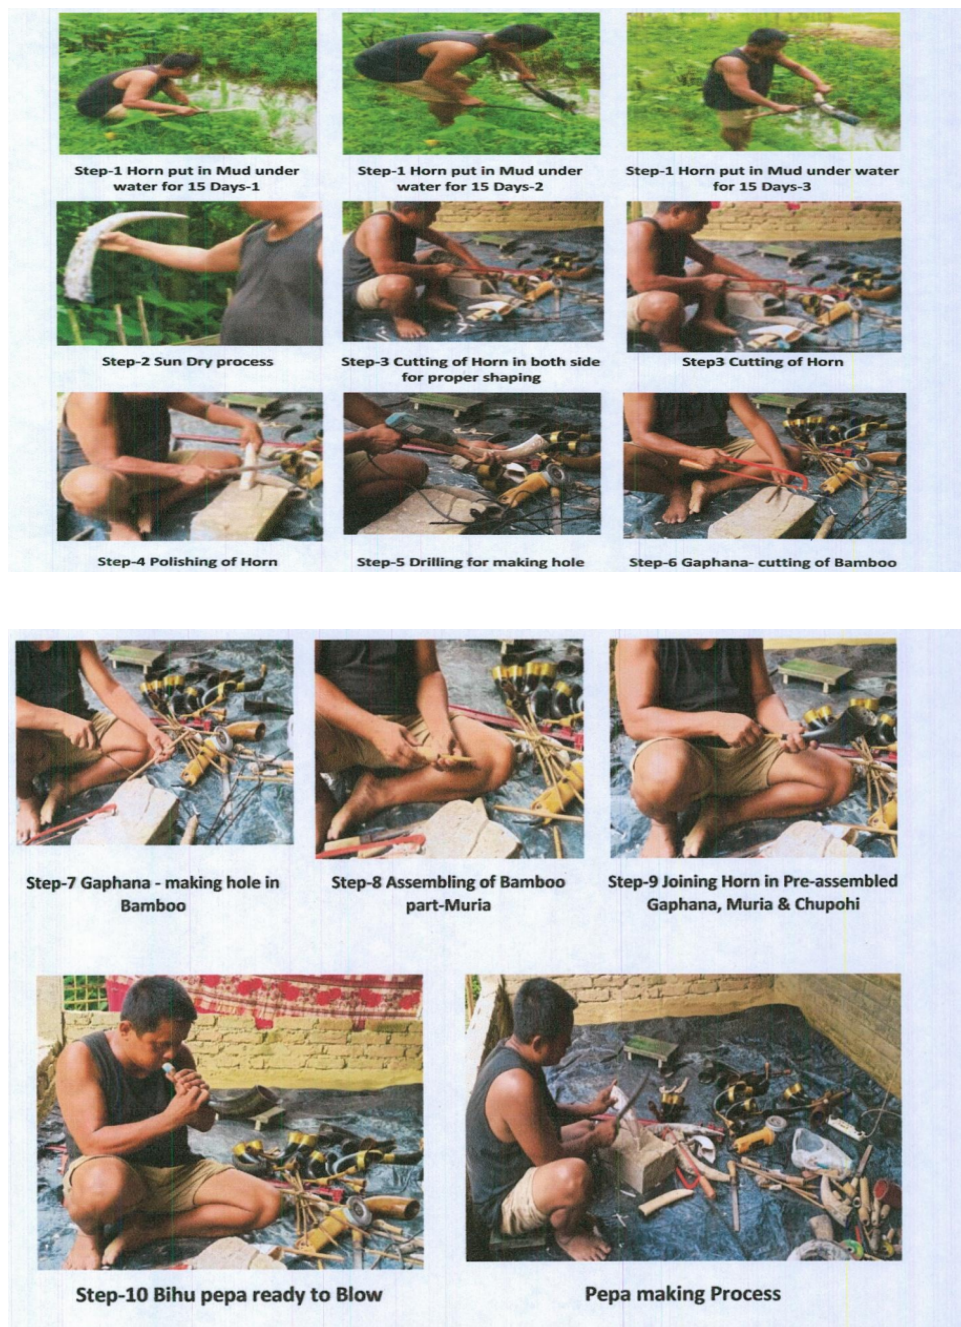 Step-1 Horn put in Mud under
water for 15 Days-1
Step-1 Horn put in Mud under
water for 15 Days-2
Step-1 Horn put in Mud under water
for 15 Days-3
Step-2 Sun Dry process
Step-3 Cutting of Horn in both side
for proper shaping
Step3 Cutting of Horn
Step-4 Polishing of Horn
Step-5 Drilling for making hole
Step-6 Gaphana- cutting of Bamboo
Step-7 Gaphana - making hole in
Bamboo
Step-8 Assembling of Bamboo
part-Muria
Step-9 Joining Horn in Pre-assembled
Gaphana, Muria & Chupohi
Step-10 Bihu pepa ready to Blow
Pepa making Process